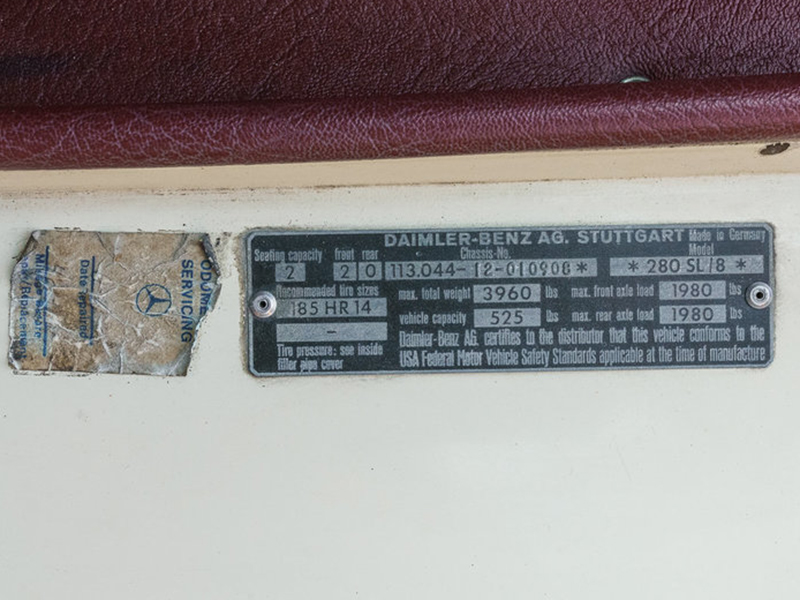 DAIMLER-BENZ AG. STUTTGART Made in Germany
Seating capacity front rear Chassis-No. Model
2 2 0 113.044-12-010908* *280 SL/8*
Recommended tire sizes max. total weight 3960 lbs max. front axle load 1980 lbs
185 HR 14 vehicle capacity 525 lbs max. rear axle load 1980 lbs
-
Tire pressure: see inside
filler pipe cover
Daimler-Benz AG. certifies to the distributor that this vehicle conforms to the
USA Federal Motor Vehicle Safety Standards applicable at the time of manufacture
SERVICING
Date